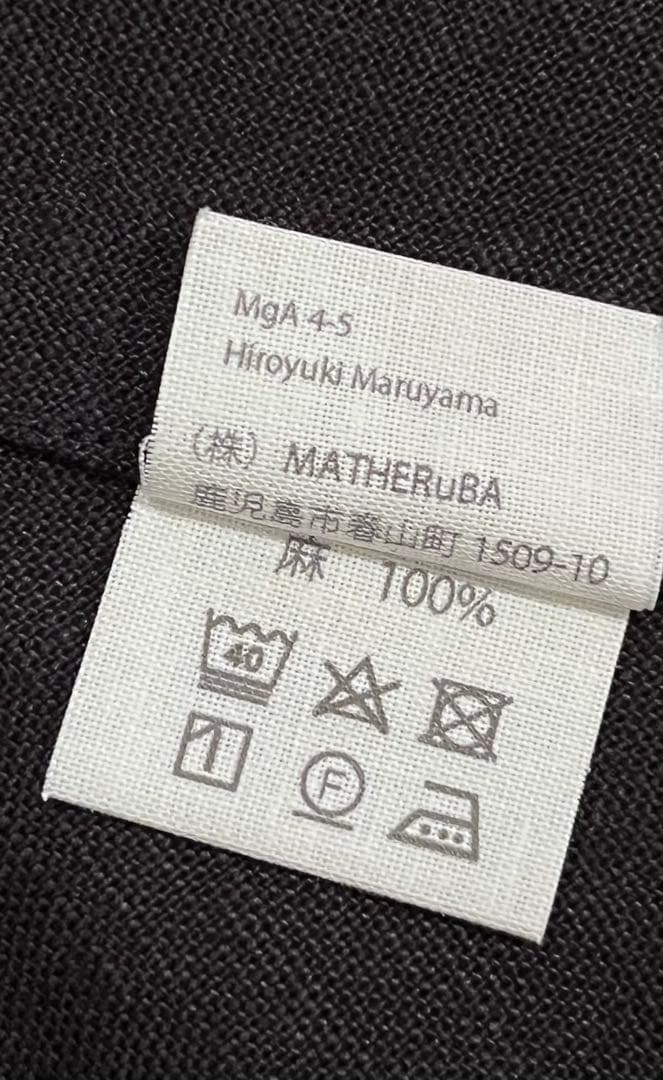 MgA 4-5
Hiroyuki Maruyama
（株） MATHERuBA
鹿児島市春山町 1509-10
麻 100%
40
F